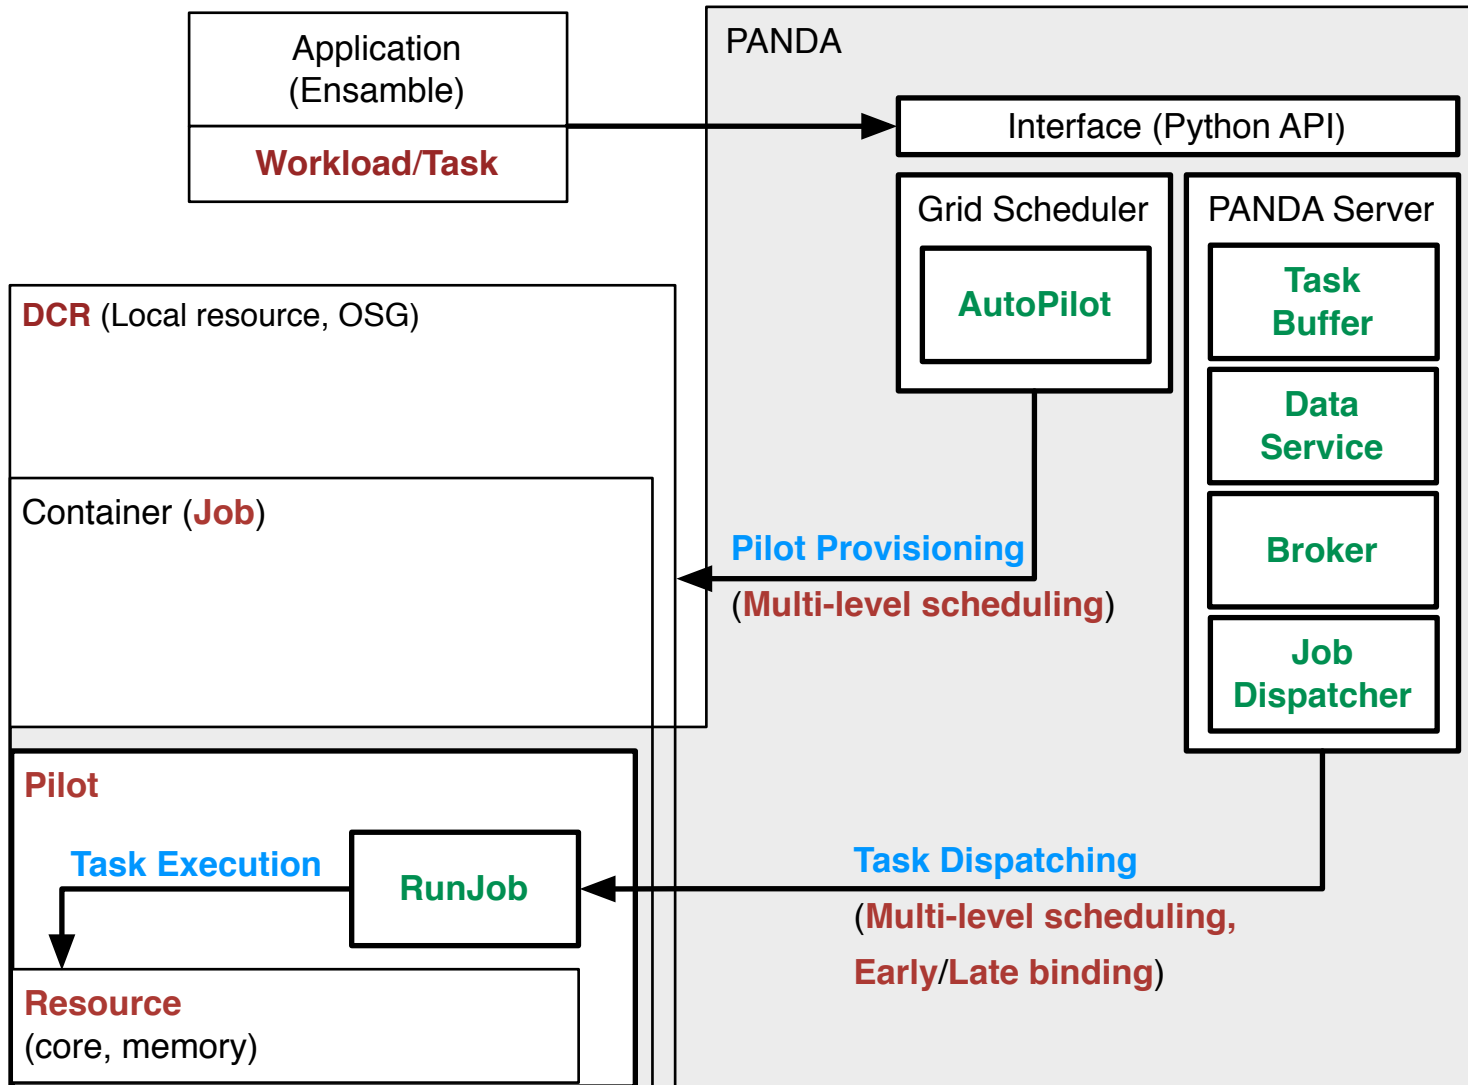 Application
(Ensamble)
Workload/Task
PANDA
Interface (Python API)
Grid Scheduler
AutoPilot
PANDA Server
Task
Buffer
Data
Service
Broker
Job
Dispatcher
DCR (Local resource, OSG)
Container (Job)
Pilot Provisioning
(Multi-level scheduling)
Pilot
Task Execution
RunJob
Task Dispatching
(Multi-level scheduling,
Early/Late binding)
Resource
(core, memory)